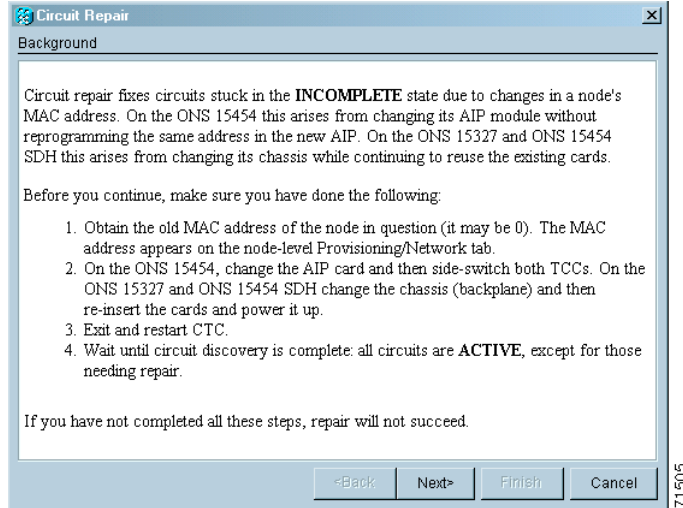 Circuit Repair
Background
Circuit repair fixes circuits stuck in the INCOMPLETE state due to changes in a node's
MAC address. On the ONS 15454 this arises from changing its AIP module without
reprogramming the same address in the new AIP. On the ONS 15327 and ONS 15454
SDH this arises from changing its chassis while continuing to reuse the existing cards.
Before you continue, make sure you have done the following:
1. Obtain the old MAC address of the node in question (it may be 0). The MAC
address appears on the node-level Provisioning/Network tab.
2. On the ONS 15454, change the AIP card and then side-switch both TCCs. On the
ONS 15327 and ONS 15454 SDH change the chassis (backplane) and then
re-insert the cards and power it up.
3. Exit and restart CTC.
4. Wait until circuit discovery is complete: all circuits are ACTIVE, except for those
needing repair.
If you have not completed all these steps, repair will not succeed.
<Back Next> Finish Cancel
71505